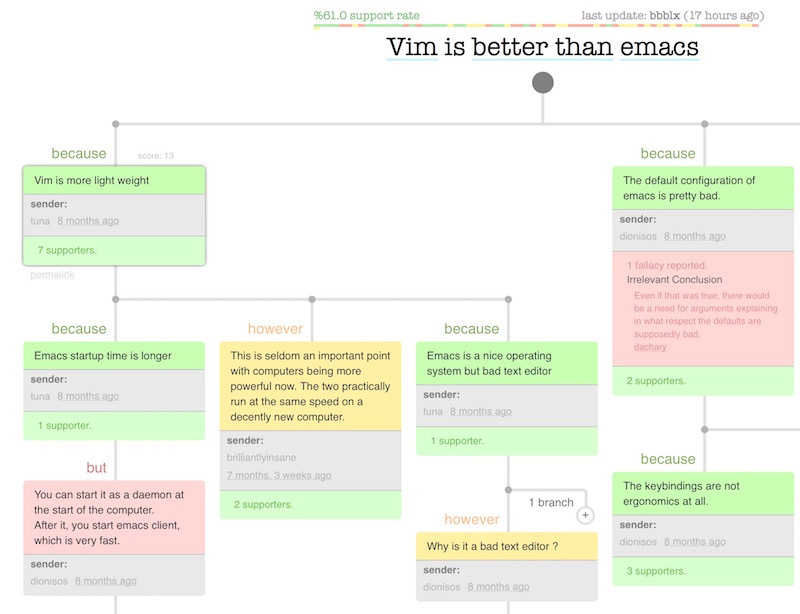 %61.0 support rate
last update: bbblx (17 hours ago)
Vim is better than emacs
because
score: 13
Vim is more light weight
sender:
tuna 8 months ago
7 supporters.
permalink
because
The default configuration of
emacs is pretty bad.
sender:
dionisos 8 months ago
1 fallacy reported.
Irrelevant Conclusion
Even if that was true, there would
be a need for arguments explaining
in what respect the defaults are
supposedly bad.
dachary
2 supporters.
because
Emacs startup time is longer
sender:
tuna 8 months ago
1 supporter.
but
You can start it as a daemon at
the start of the computer.
After it, you start emacs client,
which is very fast.
sender:
dionisos 8 months ago
however
This is seldom an important point
with computers being more
powerful now. The two practically
run at the same speed on a
decently new computer.
sender:
brilliantlyinsane
7 months, 3 weeks ago
2 supporters.
because
Emacs is a nice operating
system but bad text editor
sender:
tuna 8 months ago
1 supporter.
1 branch
+
however
Why is it a bad text editor ?
sender:
dionisos 8 months ago
because
The keybindings are not
ergonomics at all.
sender:
dionisos 8 months ago
3 supporters.